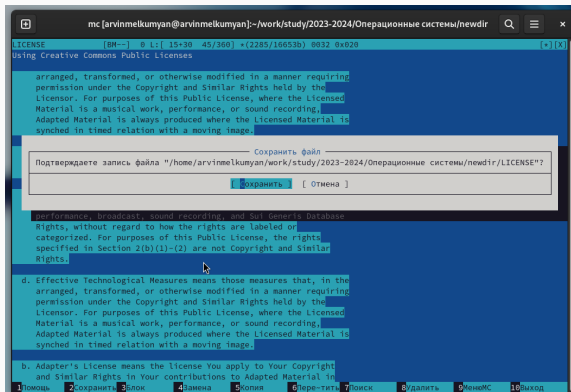 mc [arvinmelkumyan@arvinmelkumyan]:~/work/study/2023-2024/Операционные системы/newdir
LICENSE [BM--] 0 L:[ 15+30 45/360] *(2285/16653b) 0032 0x020 [*][X]
Using Creative Commons Public Licenses
arranged, transformed, or otherwise modified in a manner requiring
permission under the Copyright and Similar Rights held by the
Licensor. For purposes of this Public License, where the Licensed
Material is a musical work, performance, or sound recording,
Adapted Material is always produced where the Licensed Material is
synched in timed relation with a moving image.
Сохранить файл
Подтверждаете запись файла "/home/arvinmelkumyan/work/study/2023-2024/Операционные системы/newdir/LICENSE"?
[ Сохранить ] [ Отмена ]
performance, broadcast, sound recording, and Sui Generis Database
Rights, without regard to how the rights are labeled or
categorized. For purposes of this Public License, the rights
specified in Section 2(b)(1)-(2) are not Copyright and Similar
Rights.
d. Effective Technological Measures means those measures that, in the
arranged, transformed, or otherwise modified in a manner requiring
permission under the Copyright and Similar Rights held by the
Licensor. For purposes of this Public License, where the Licensed
Material is a musical work, performance, or sound recording,
Adapted Material is always produced where the Licensed Material is
synched in timed relation with a moving image.
b. Adapter's License means the license You apply to Your Copyright
and Similar Rights in Your contributions to Adapted Material in
1Помощь 2Сохранить 3Блок 4Замена 5Копия 6Пере~тить 7Поиск 8Удалить 9МенюMC 10Выход